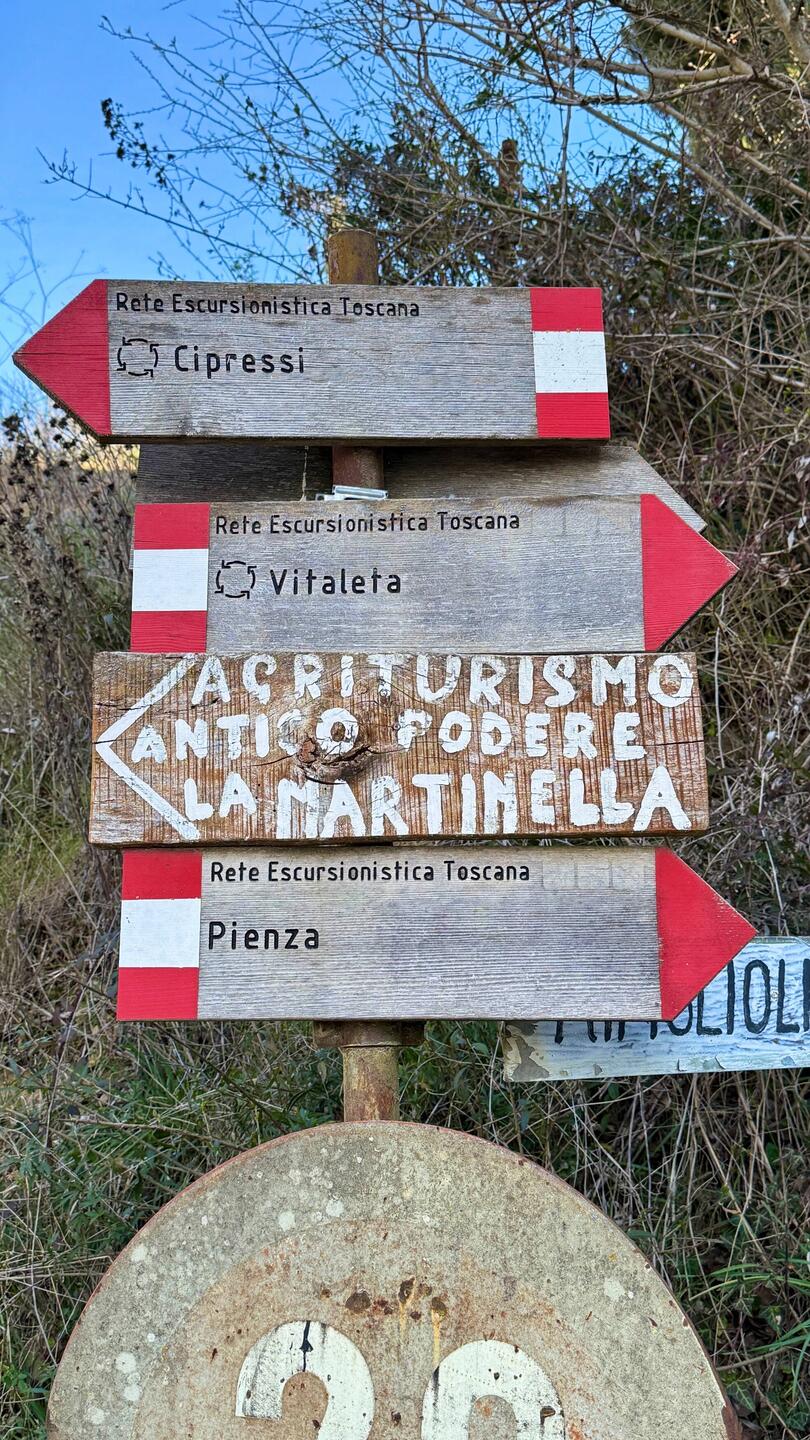 Rete Escursionistica Toscana
Cipressi
Rete Escursionistica Toscana
Vitaleta
AGRITURISMO
ANTICO PODERE
LA MARTINELLA
Rete Escursionistica Toscana
Pienza